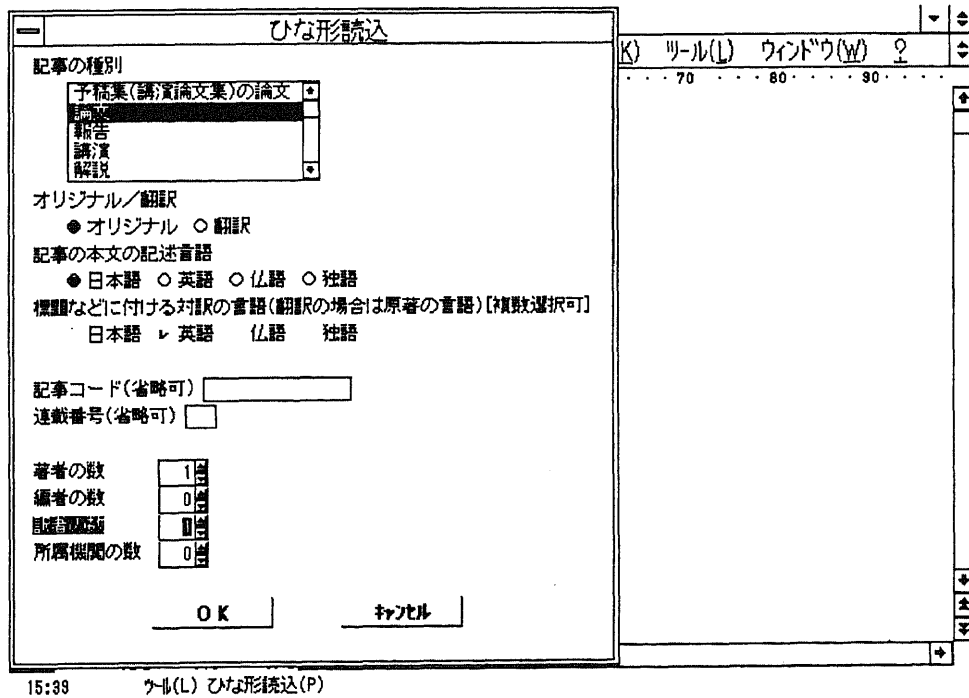 ひな形読込
K) ツール(L) ウィンドウ(W) ?
70 80 90
記事の種別
予稿集(講演論文集)の論文
論文
報告
講演
解説
オリジナル／翻訳
オリジナル 翻訳
記事の本文の記述言語
日本語 英語 仏語 独語
標題などに付ける対訳の言語(翻訳の場合は原著の言語)[複数選択可]
日本語 英語 仏語 独語
記事コード(省略可)
連載番号(省略可)
著者の数 1
編者の数 0
所属機関の数 0
OK キャンセル
15:39 ツール(L) ひな形読込(P)